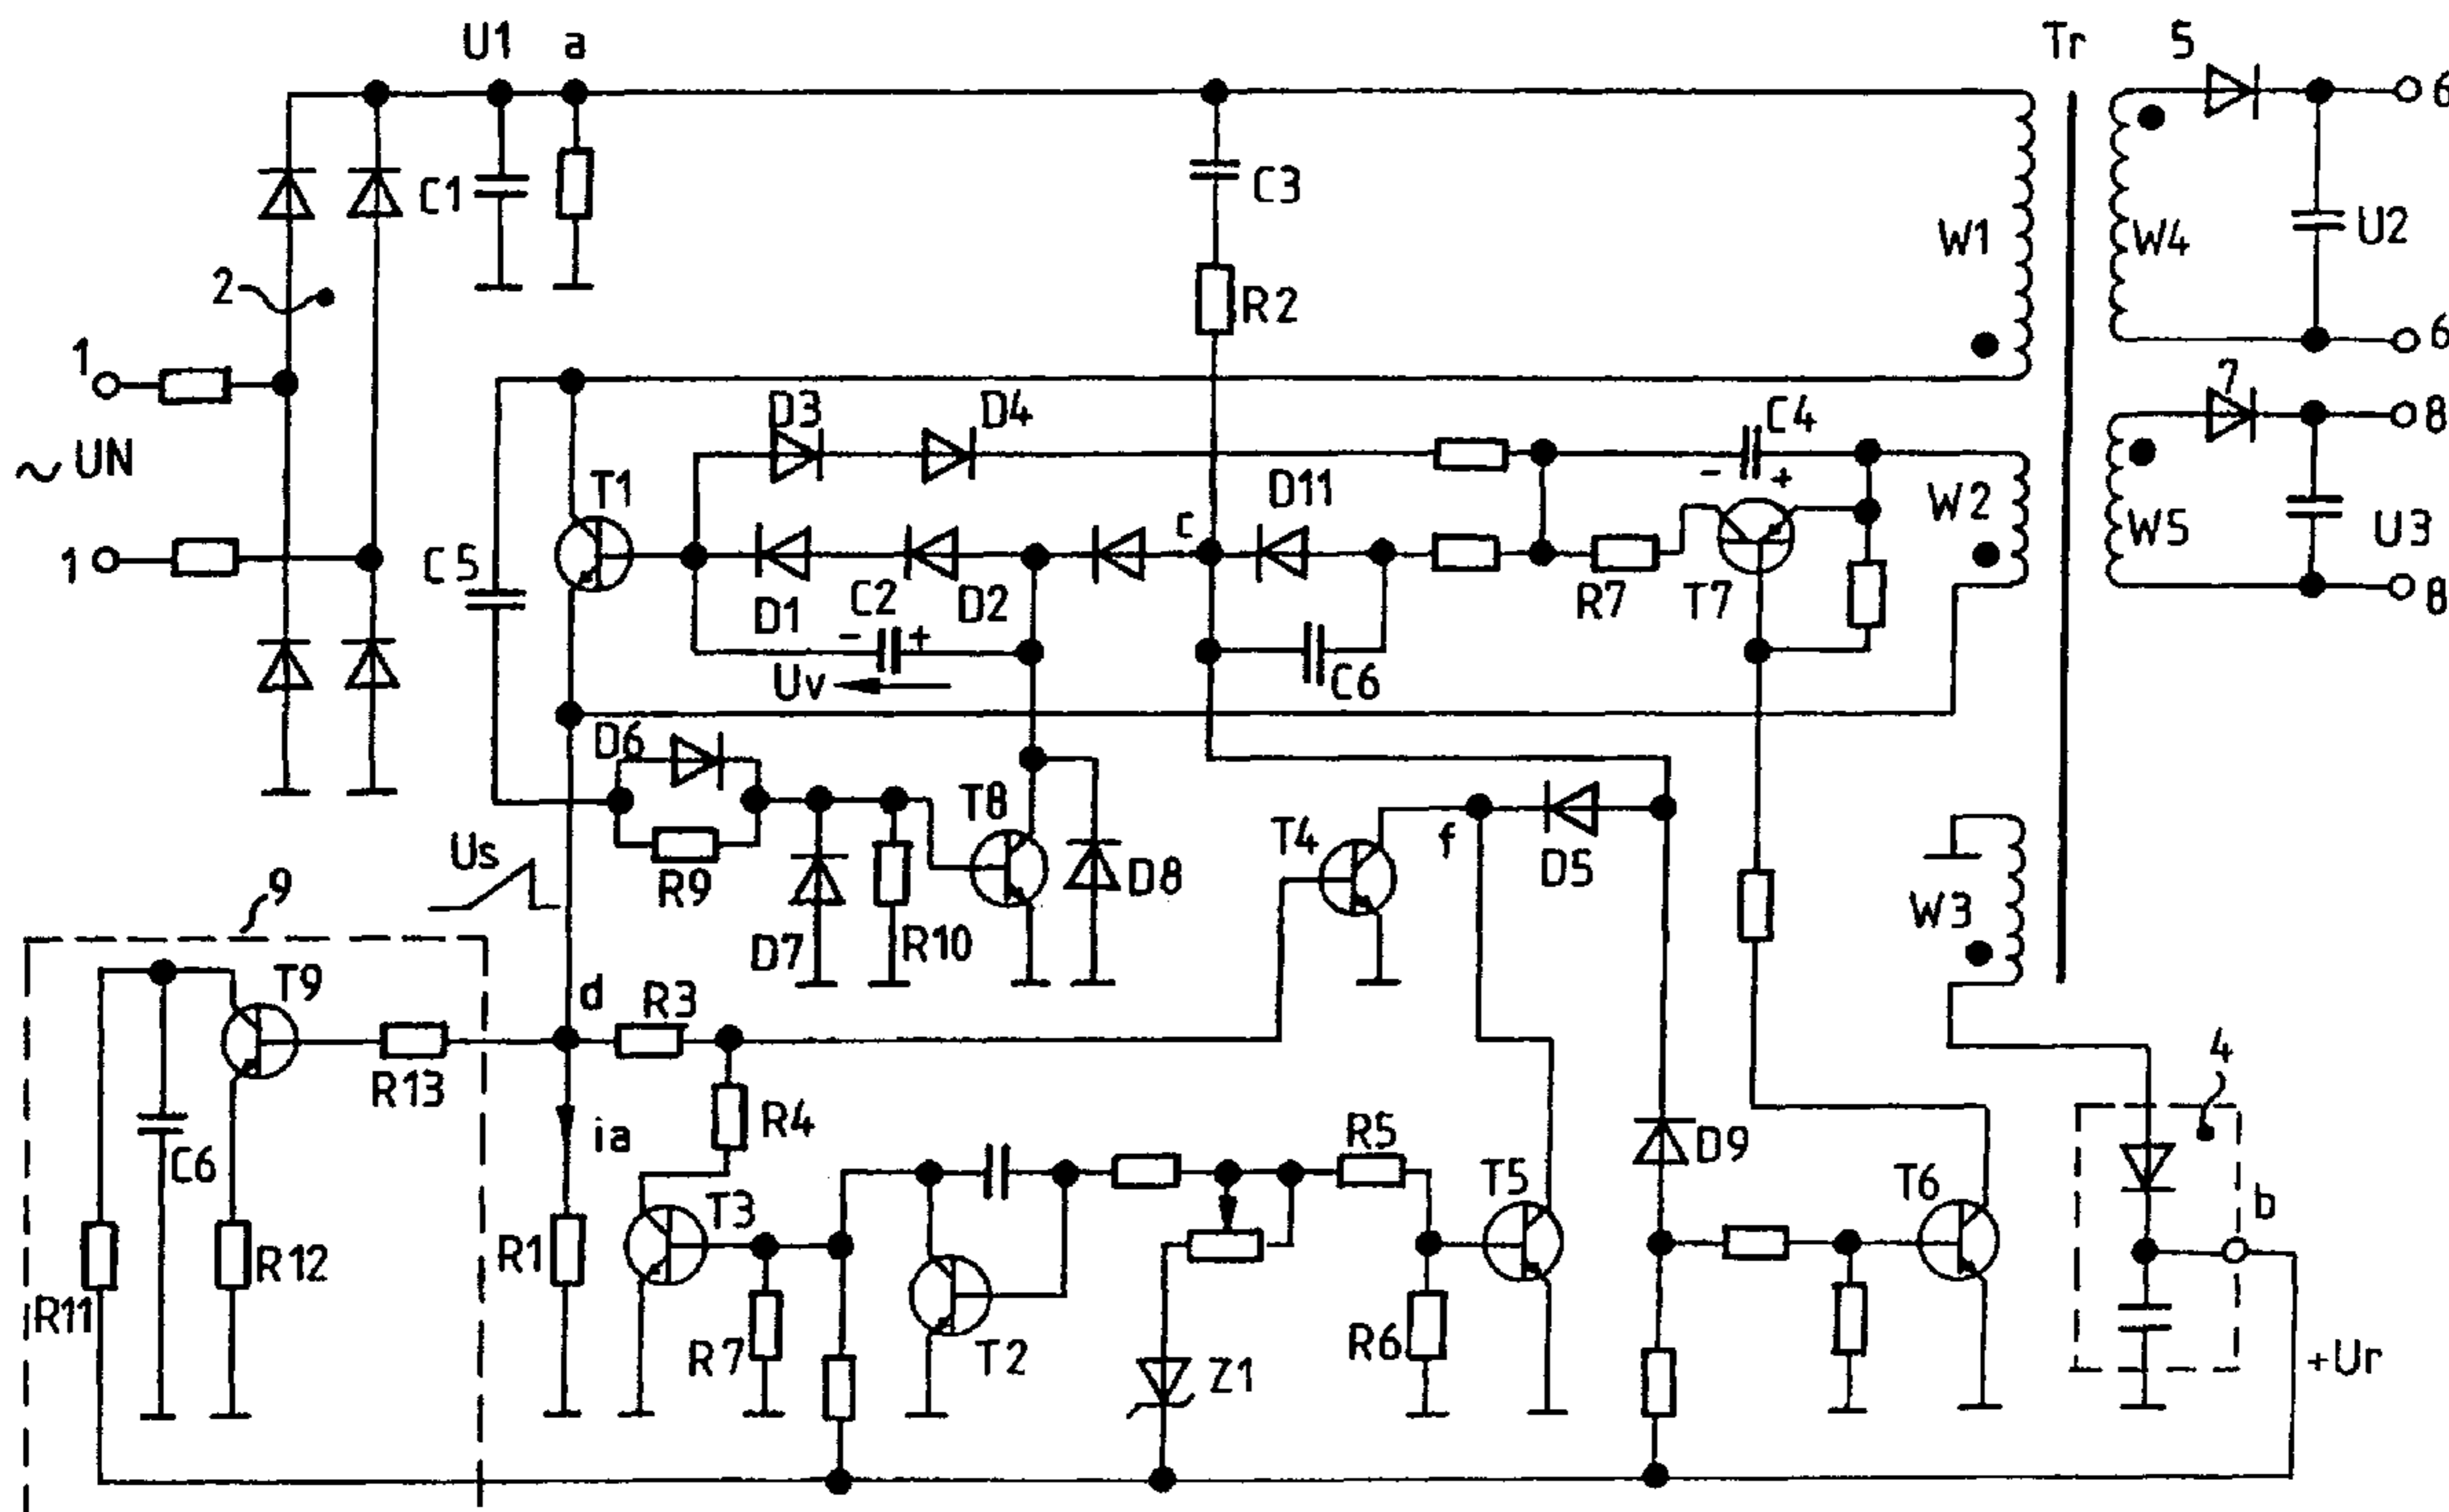 U1 a Tr 5
6
C1 C3
W1 W4 U2
2
R2
1
6
7
D3 D4 C4 8
~ UN
- +
T1 D11 W2
c
W5 U3
C5 D1 C2 D2 R7 T7
1
8
- +
Uv C6
D6
Us T8 T4 f D5
R9 D8
9
D7 R10 W3
T9 d R3
4
R13 ia R4
C6 R5 D9
T3 T5 T6 b
R12 R1
R11 R7 T2 Z1 R6 +Ur